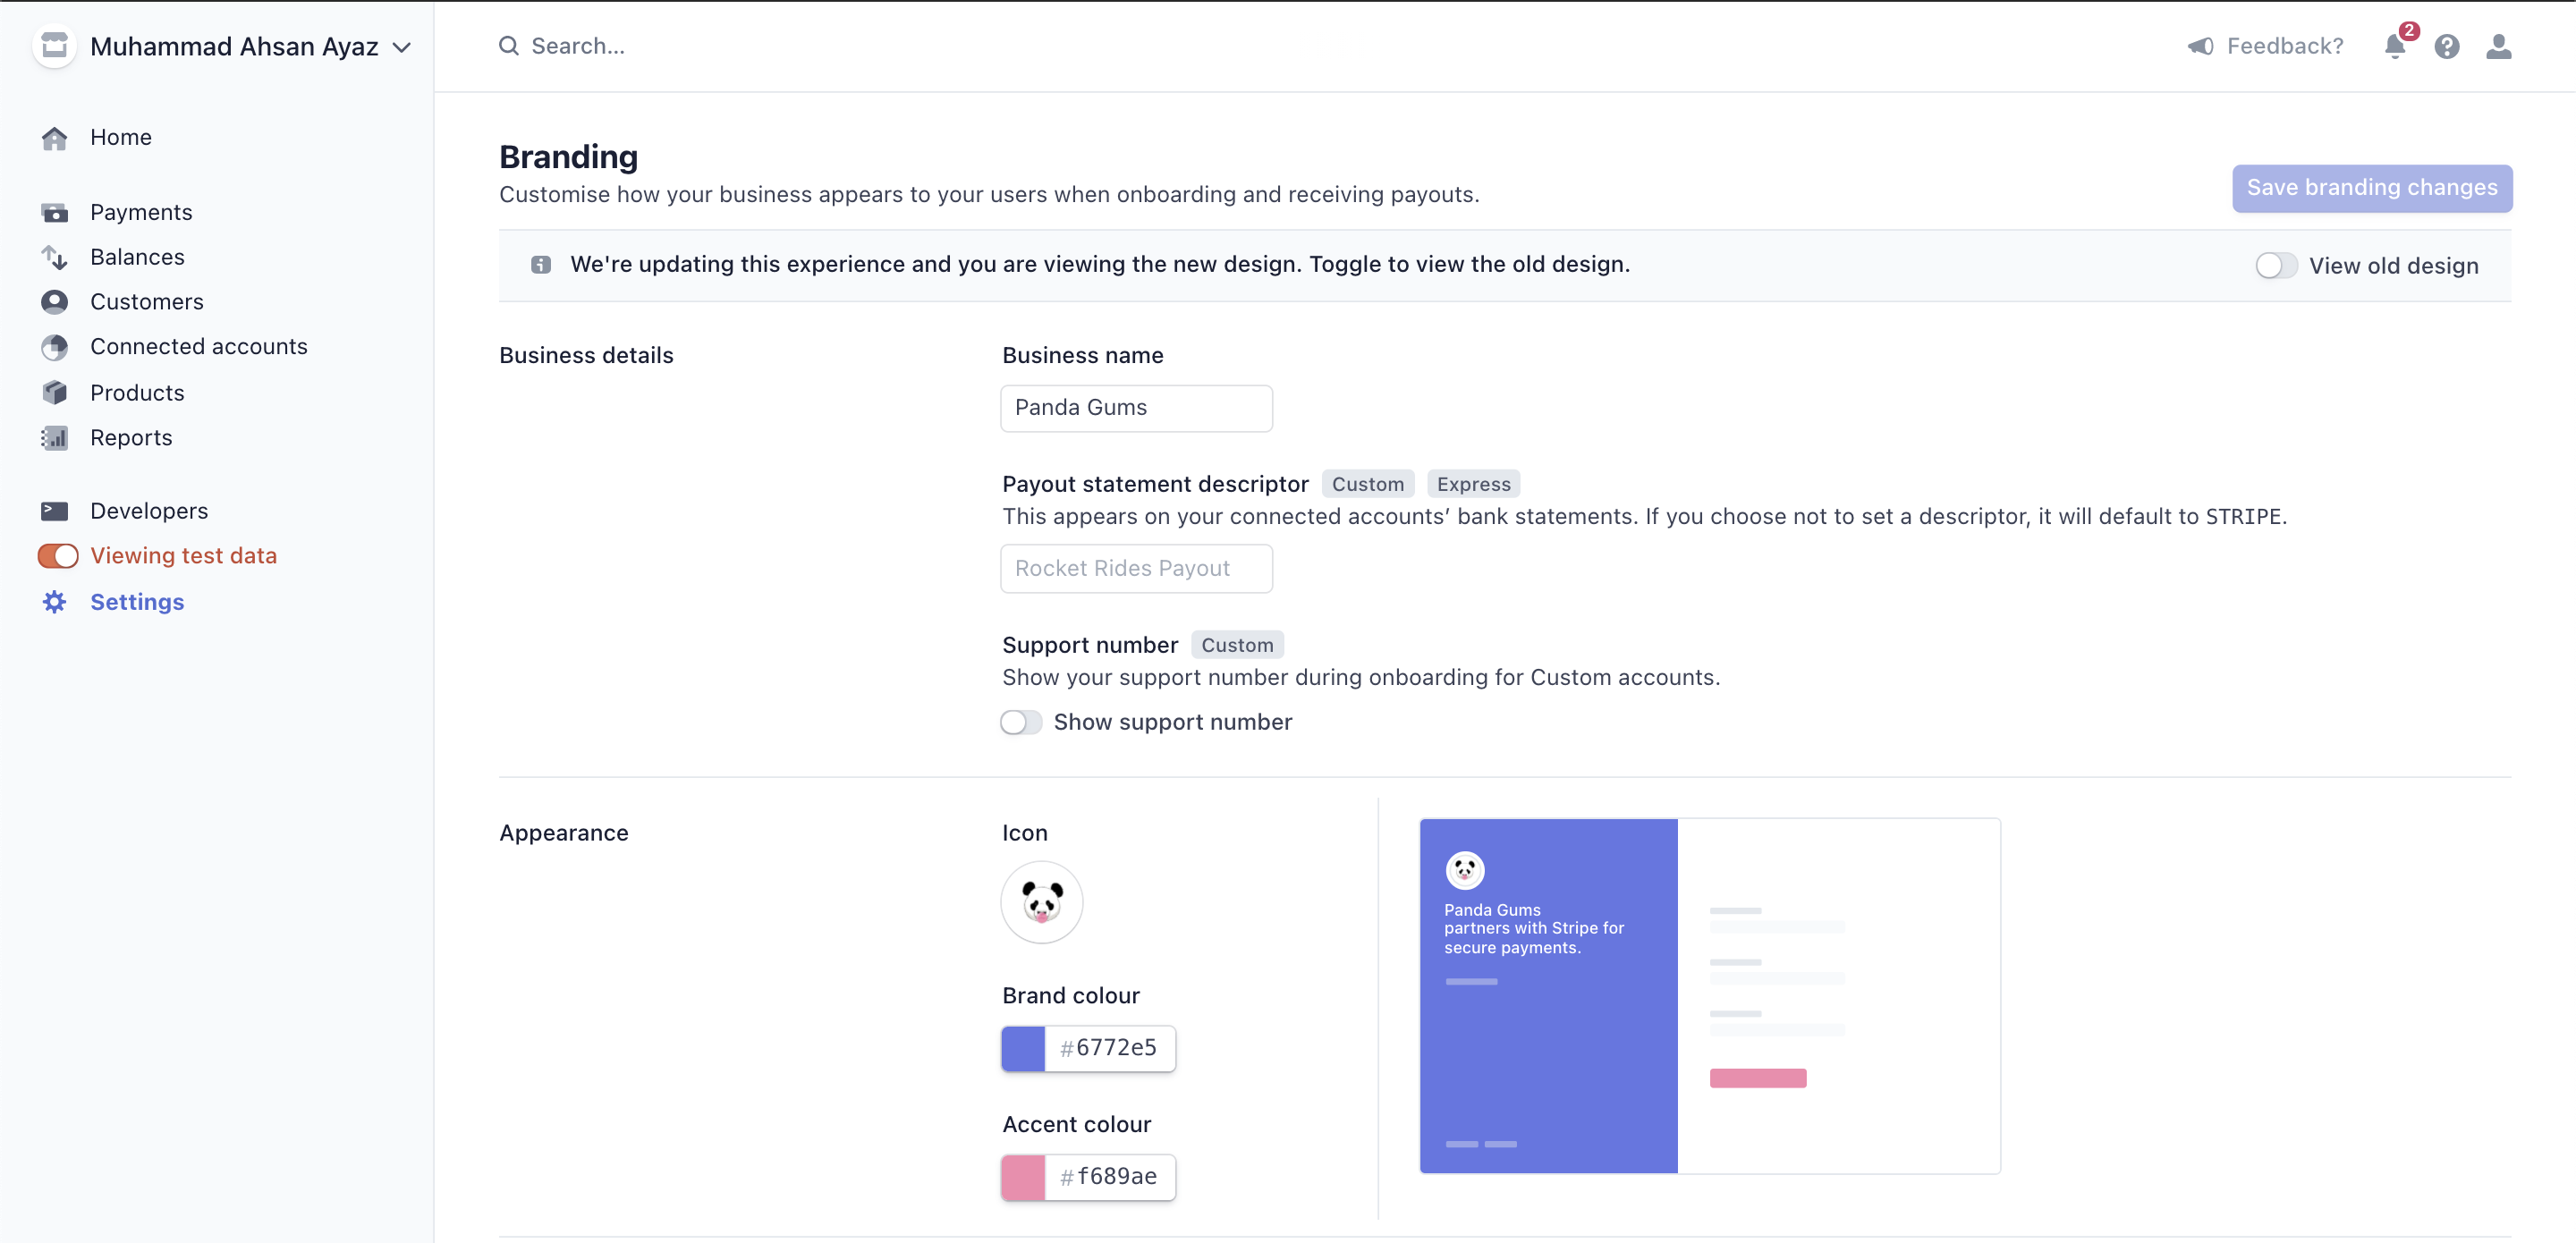 Muhammad Ahsan Ayaz
Search...
Feedback?
2
Home
Payments
Balances
Customers
Connected accounts
Products
Reports
Developers
Viewing test data
Settings
Branding
Customise how your business appears to your users when onboarding and receiving payouts.
Save branding changes
We're updating this experience and you are viewing the new design. Toggle to view the old design.
View old design
Business details
Business name
Panda Gums
Payout statement descriptor Custom Express
This appears on your connected accounts’ bank statements. If you choose not to set a descriptor, it will default to STRIPE.
Rocket Rides Payout
Support number Custom
Show your support number during onboarding for Custom accounts.
Show support number
Appearance
Icon
Brand colour
#6772e5
Accent colour
#f689ae
Panda Gums
partners with Stripe for
secure payments.